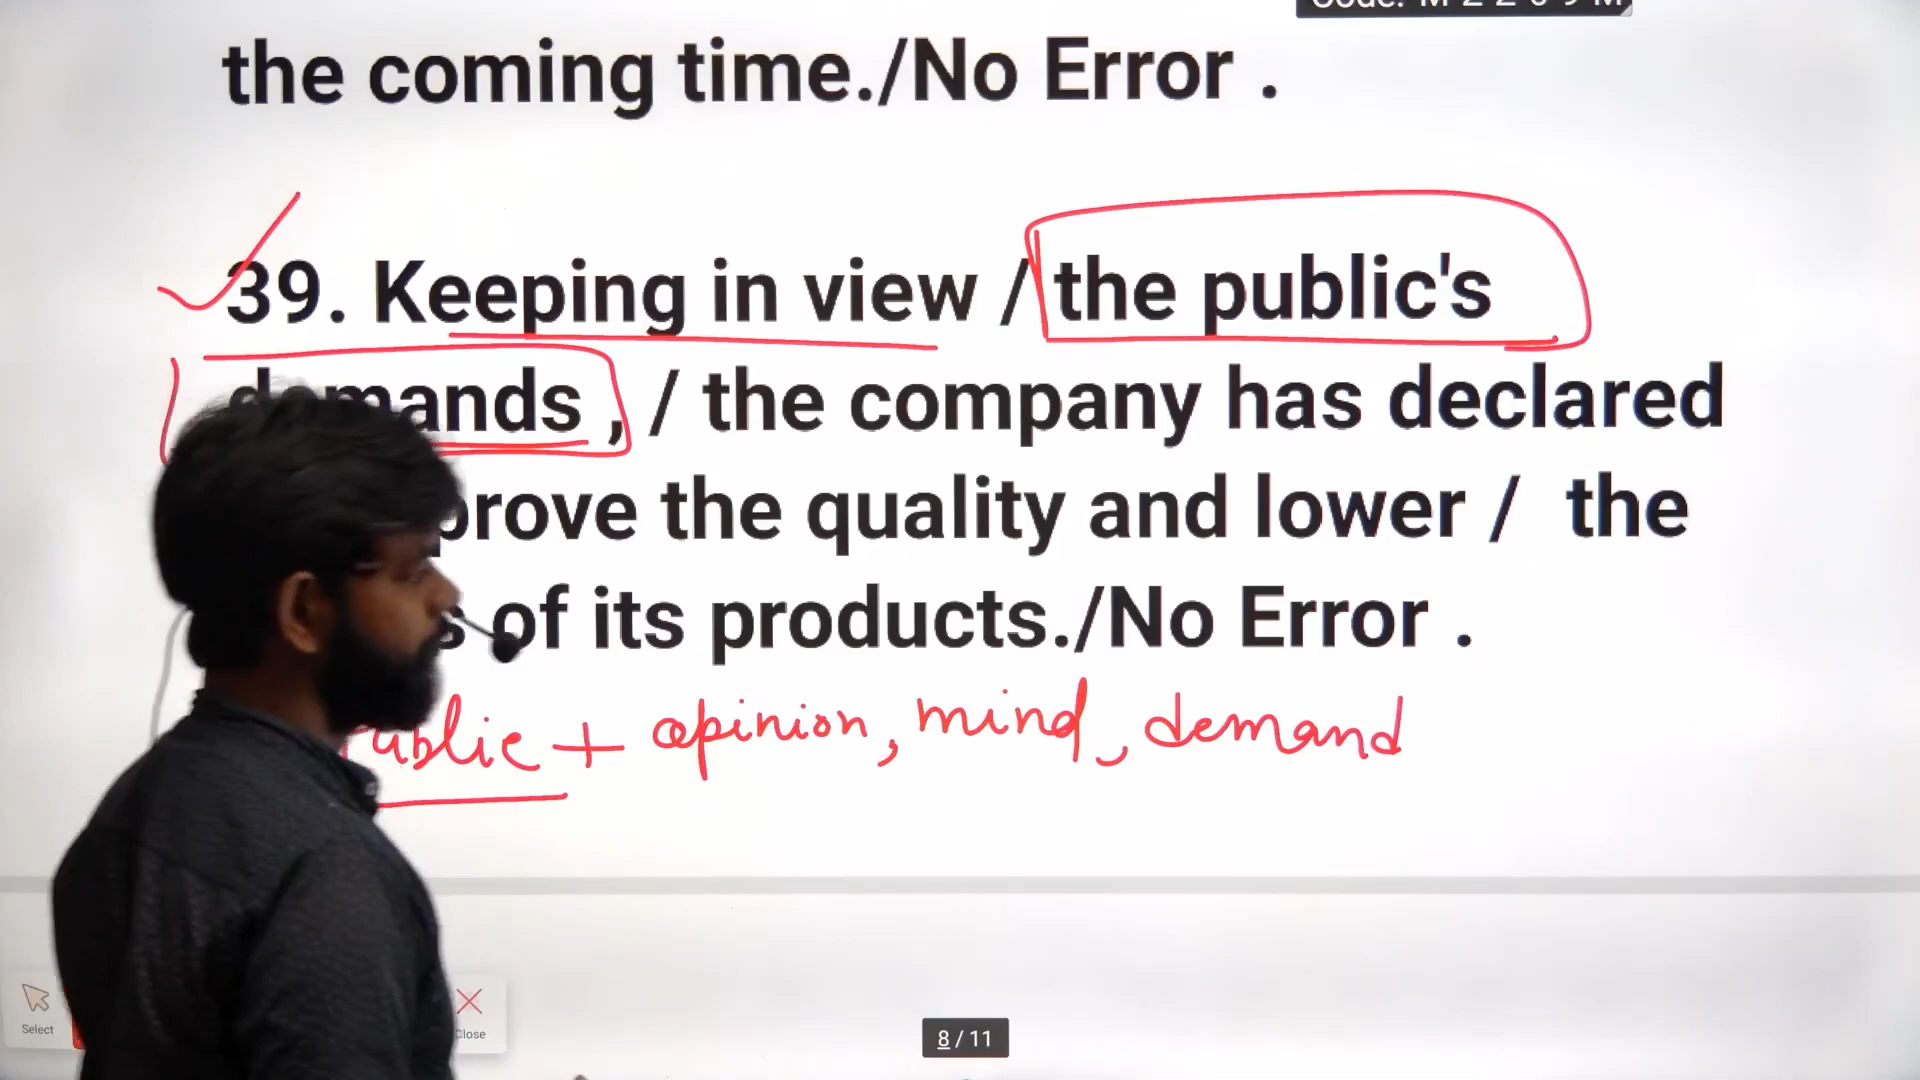 the coming time./No Error .
39. Keeping in view / the public's
demands , / the company has declared
the quality and lower / the
of its products./No Error .
Public + opinion, mind, demand
Select
Close
8 / 11